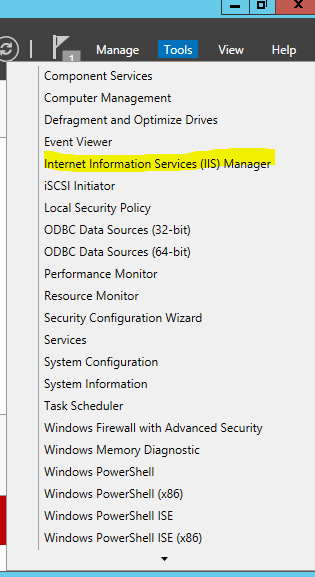 1
Manage Tools View Help
Component Services
Computer Management
Defragment and Optimize Drives
Event Viewer
Internet Information Services (IIS) Manager
iSCSI Initiator
Local Security Policy
ODBC Data Sources (32-bit)
ODBC Data Sources (64-bit)
Performance Monitor
Resource Monitor
Security Configuration Wizard
Services
System Configuration
System Information
Task Scheduler
Windows Firewall with Advanced Security
Windows Memory Diagnostic
Windows PowerShell
Windows PowerShell (x86)
Windows PowerShell ISE
Windows PowerShell ISE (x86)